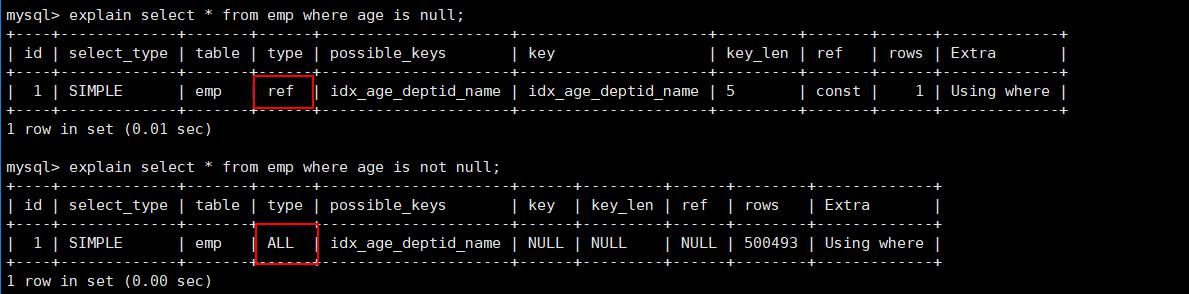 mysql> explain select * from emp where age is null;
+----+-------------+-------+------+-------------------+-------------------+---------+-------+------+-------------+
| id | select_type | table | type | possible_keys | key | key_len | ref | rows | Extra |
+----+-------------+-------+------+-------------------+-------------------+---------+-------+------+-------------+
| 1 | SIMPLE | emp | ref | idx_age_deptid_name | idx_age_deptid_name | 5 | const | 1 | Using where |
+----+-------------+-------+------+-------------------+-------------------+---------+-------+------+-------------+
1 row in set (0.01 sec)
mysql> explain select * from emp where age is not null;
+----+-------------+-------+------+-------------------+------+---------+------+--------+-------------+
| id | select_type | table | type | possible_keys | key | key_len | ref | rows | Extra |
+----+-------------+-------+------+-------------------+------+---------+------+--------+-------------+
| 1 | SIMPLE | emp | ALL | idx_age_deptid_name | NULL | NULL | NULL | 500493 | Using where |
+----+-------------+-------+------+-------------------+------+---------+------+--------+-------------+
1 row in set (0.00 sec)